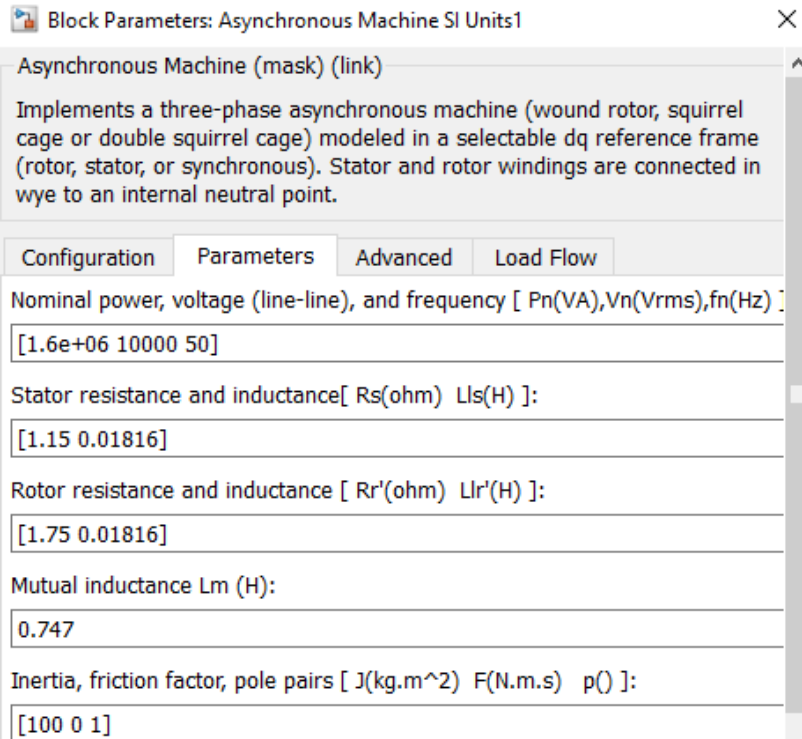 Block Parameters: Asynchronous Machine SI Units1
Asynchronous Machine (mask) (link)
Implements a three-phase asynchronous machine (wound rotor, squirrel
cage or double squirrel cage) modeled in a selectable dq reference frame
(rotor, stator, or synchronous). Stator and rotor windings are connected in
wye to an internal neutral point.
Configuration Parameters Advanced Load Flow
Nominal power, voltage (line-line), and frequency [ Pn(VA),Vn(Vrms),fn(Hz) ]
[1.6e+06 10000 50]
Stator resistance and inductance[ Rs(ohm) Lls(H) ]:
[1.15 0.01816]
Rotor resistance and inductance [ Rr'(ohm) Llr'(H) ]:
[1.75 0.01816]
Mutual inductance Lm (H):
0.747
Inertia, friction factor, pole pairs [ J(kg.m^2) F(N.m.s) p() ]:
[100 0 1]